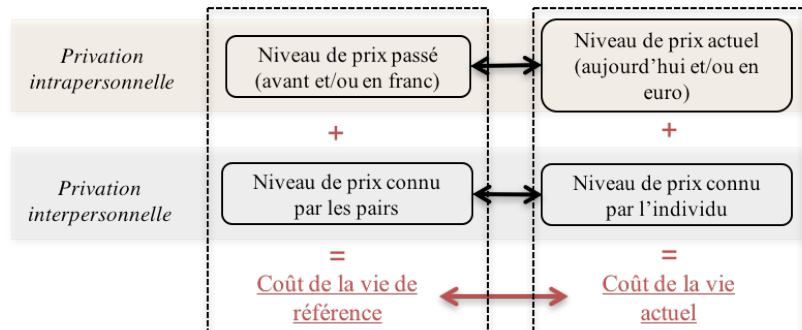 Privation
intrapersonnelle
Niveau de prix passé
(avant et/ou en franc)
Niveau de prix actuel
(aujourd'hui et/ou en
euro)
+
+
Privation
interpersonnelle
Niveau de prix connu
par les pairs
Niveau de prix connu
par l'individu
=
=
Coût de la vie de
référence
Coût de la vie
actuel